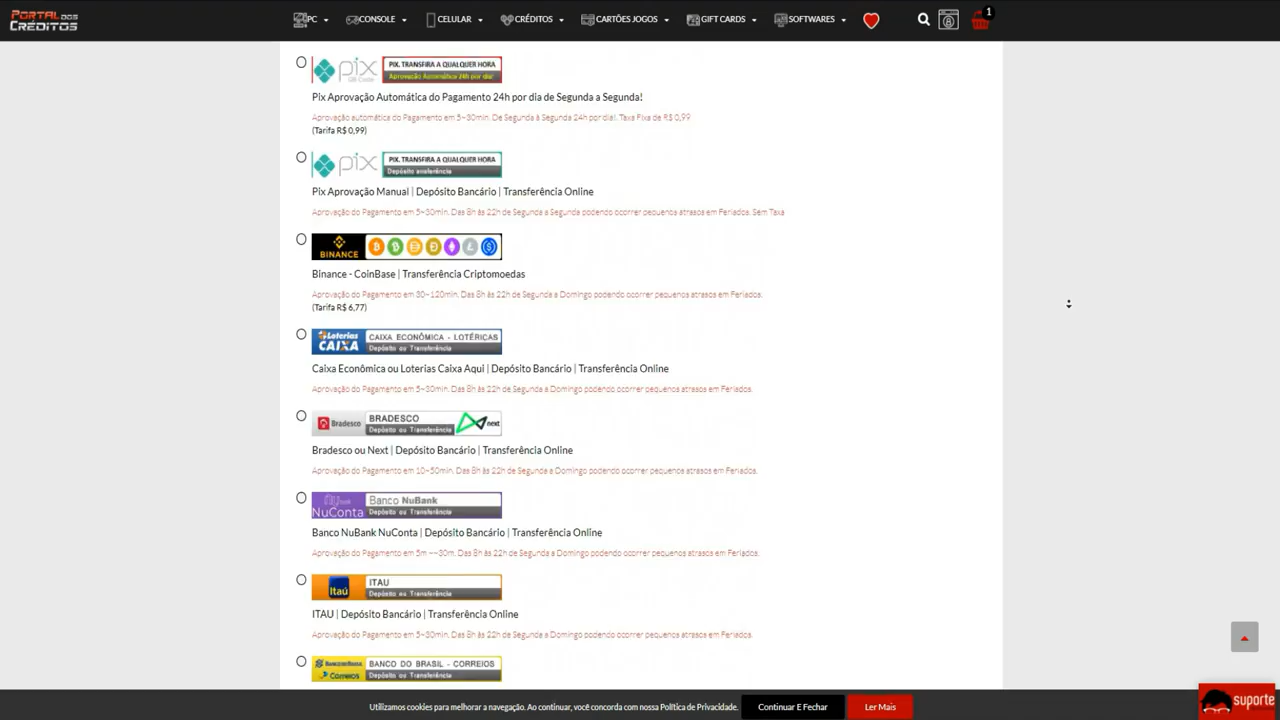 PORTAL DOS
CRÉDITOS
PC
CONSOLE
CELULAR
CRÉDITOS
CARTÕES JOGOS
GIFT CARDS
SOFTWARES
1
pix
QR Code
PIX. TRANSFIRA A QUALQUER HORA
Aprovação Automática 24h por dia!
Pix Aprovação Automática do Pagamento 24h por dia de Segunda a Segunda!
Aprovação automática do Pagamento em 5~30min. De Segunda à Segunda 24h por dia!. Taxa Fixa de R$ 0,99
(Tarifa R$ 0,99)
pix
PIX. TRANSFIRA A QUALQUER HORA
Pix Aprovação Manual | Depósito Bancário | Transferência Online
Aprovação do Pagamento em 5~30min. Das 8h às 22h de Segunda a Segunda podendo ocorrer pequenos atrasos em Feriados. Sem Taxa
BINANCE
Binance - CoinBase | Transferência Criptomoedas
Aprovação do Pagamento em 30~120min. Das 8h às 22h de Segunda a Domingo podendo ocorrer pequenos atrasos em Feriados.
(Tarifa R$ 6,77)
Loterias
CAIXA
CAIXA ECONÔMICA - LOTÉRICAS
Depósito ou Transferência
Caixa Econômica ou Loterias Caixa Aqui | Depósito Bancário | Transferência Online
Aprovação do Pagamento em 5~30min. Das 8h às 22h de Segunda a Domingo podendo ocorrer pequenos atrasos em Feriados.
Bradesco
BRADESCO
Depósito ou Transferência
next
Bradesco ou Next | Depósito Bancário | Transferência Online
Aprovação do Pagamento em 10~50min. Das 8h às 22h de Segunda a Domingo podendo ocorrer pequenos atrasos em Feriados.
NuConta
Banco NuBank
Depósito ou Transferência
Banco NuBank NuConta | Depósito Bancário | Transferência Online
Aprovação do Pagamento em 5m ~~30m. Das 8h às 22h de Segunda a Domingo podendo ocorrer pequenos atrasos em Feriados.
Itaú
ITAU
Depósito ou Transferência
ITAU | Depósito Bancário | Transferência Online
Aprovação do Pagamento em 5~30min. Das 8h às 22h de Segunda a Domingo podendo ocorrer pequenos atrasos em Feriados.
BANCO DO BRASIL
Correios
BANCO DO BRASIL - CORREIOS
Depósito ou Transferência
Utilizamos cookies para melhorar a navegação. Ao continuar, você concorda com nossa Política de Privacidade.
Continuar E Fechar
Ler Mais
suporte